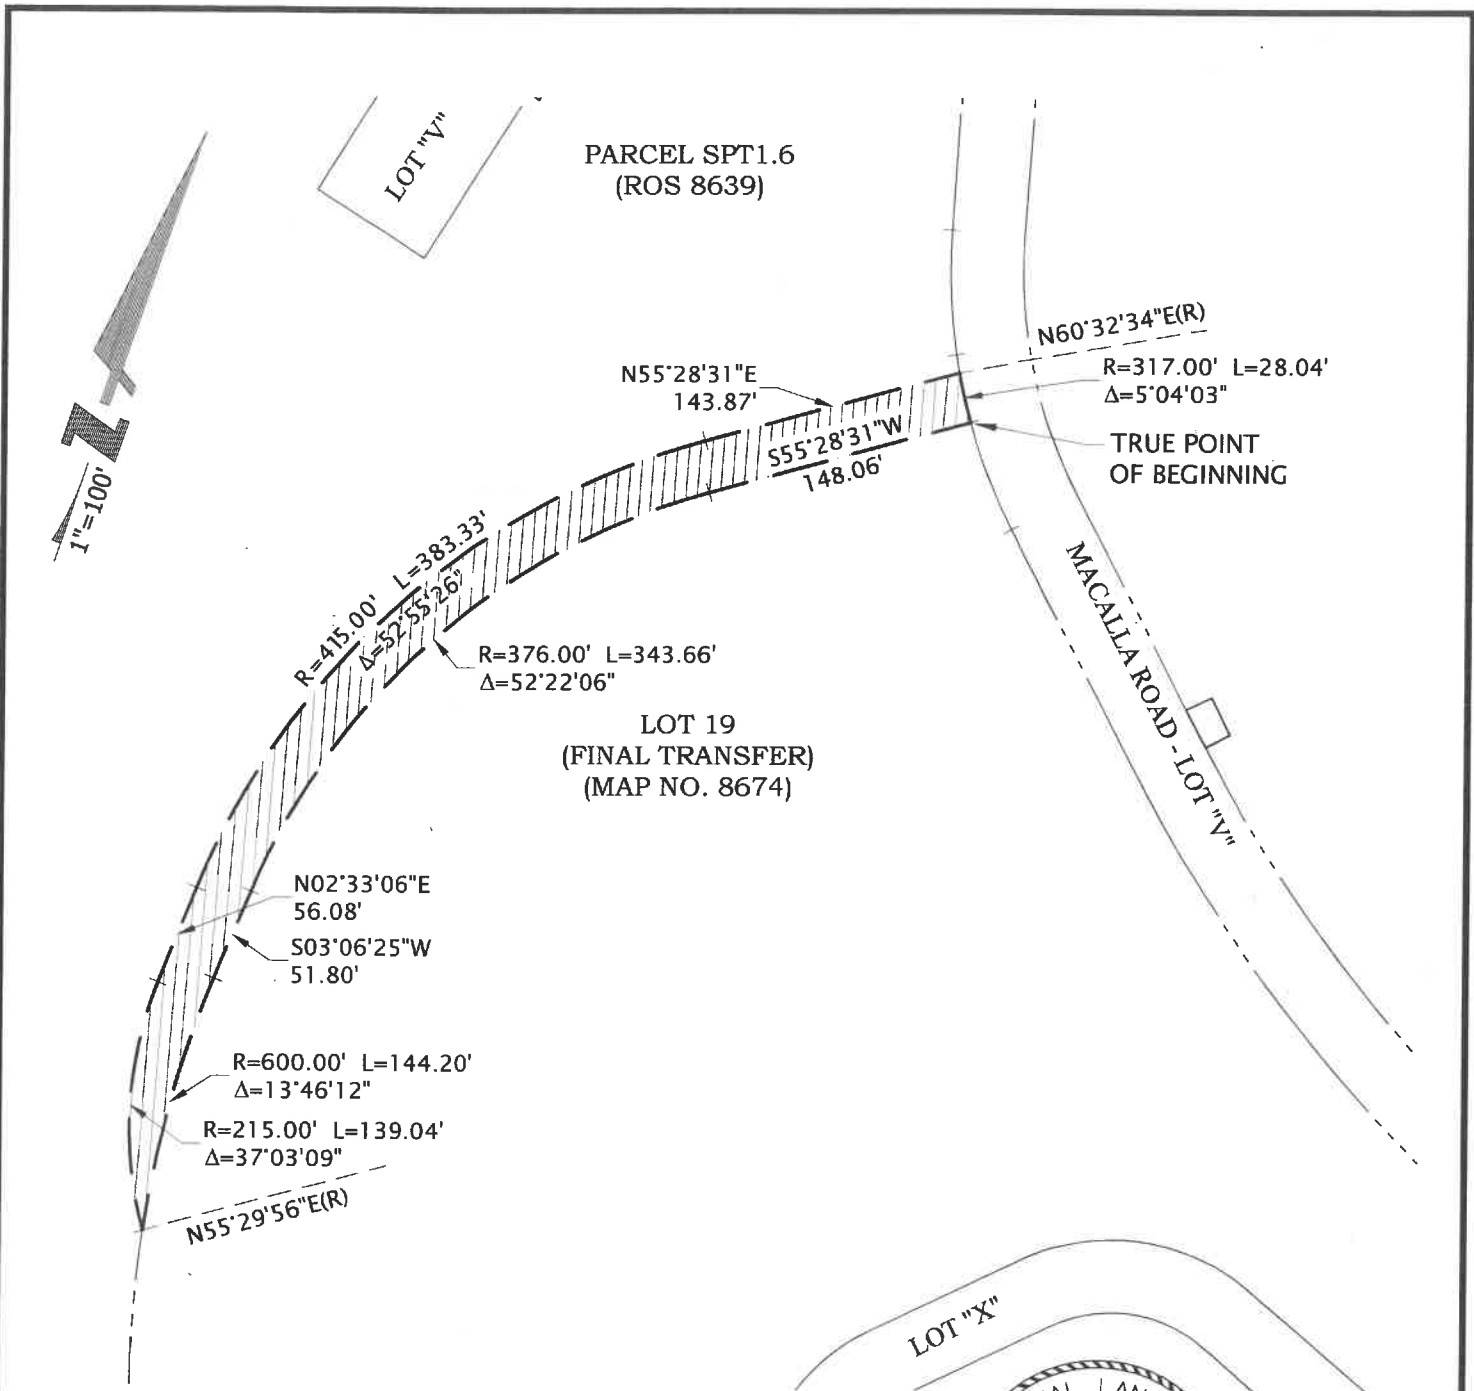 LOT "V"
PARCEL SPT1.6
(ROS 8639)
N
1"=100'
N60°32'34"E(R)
R=317.00' L=28.04'
Δ=5°04'03"
TRUE POINT
OF BEGINNING
N55°28'31"E
143.87'
S55°28'31"W
148.06'
R=415.00' L=383.33'
Δ=52°55'26"
R=376.00' L=343.66'
Δ=52°22'06"
LOT 19
(FINAL TRANSFER)
(MAP NO. 8674)
MACALLA ROAD - LOT "V"
N02°33'06"E
56.08'
S03°06'25"W
51.80'
R=600.00' L=144.20'
Δ=13°46'12"
R=215.00' L=139.04'
Δ=37°03'09"
N55°29'56"E(R)
LOT "X"